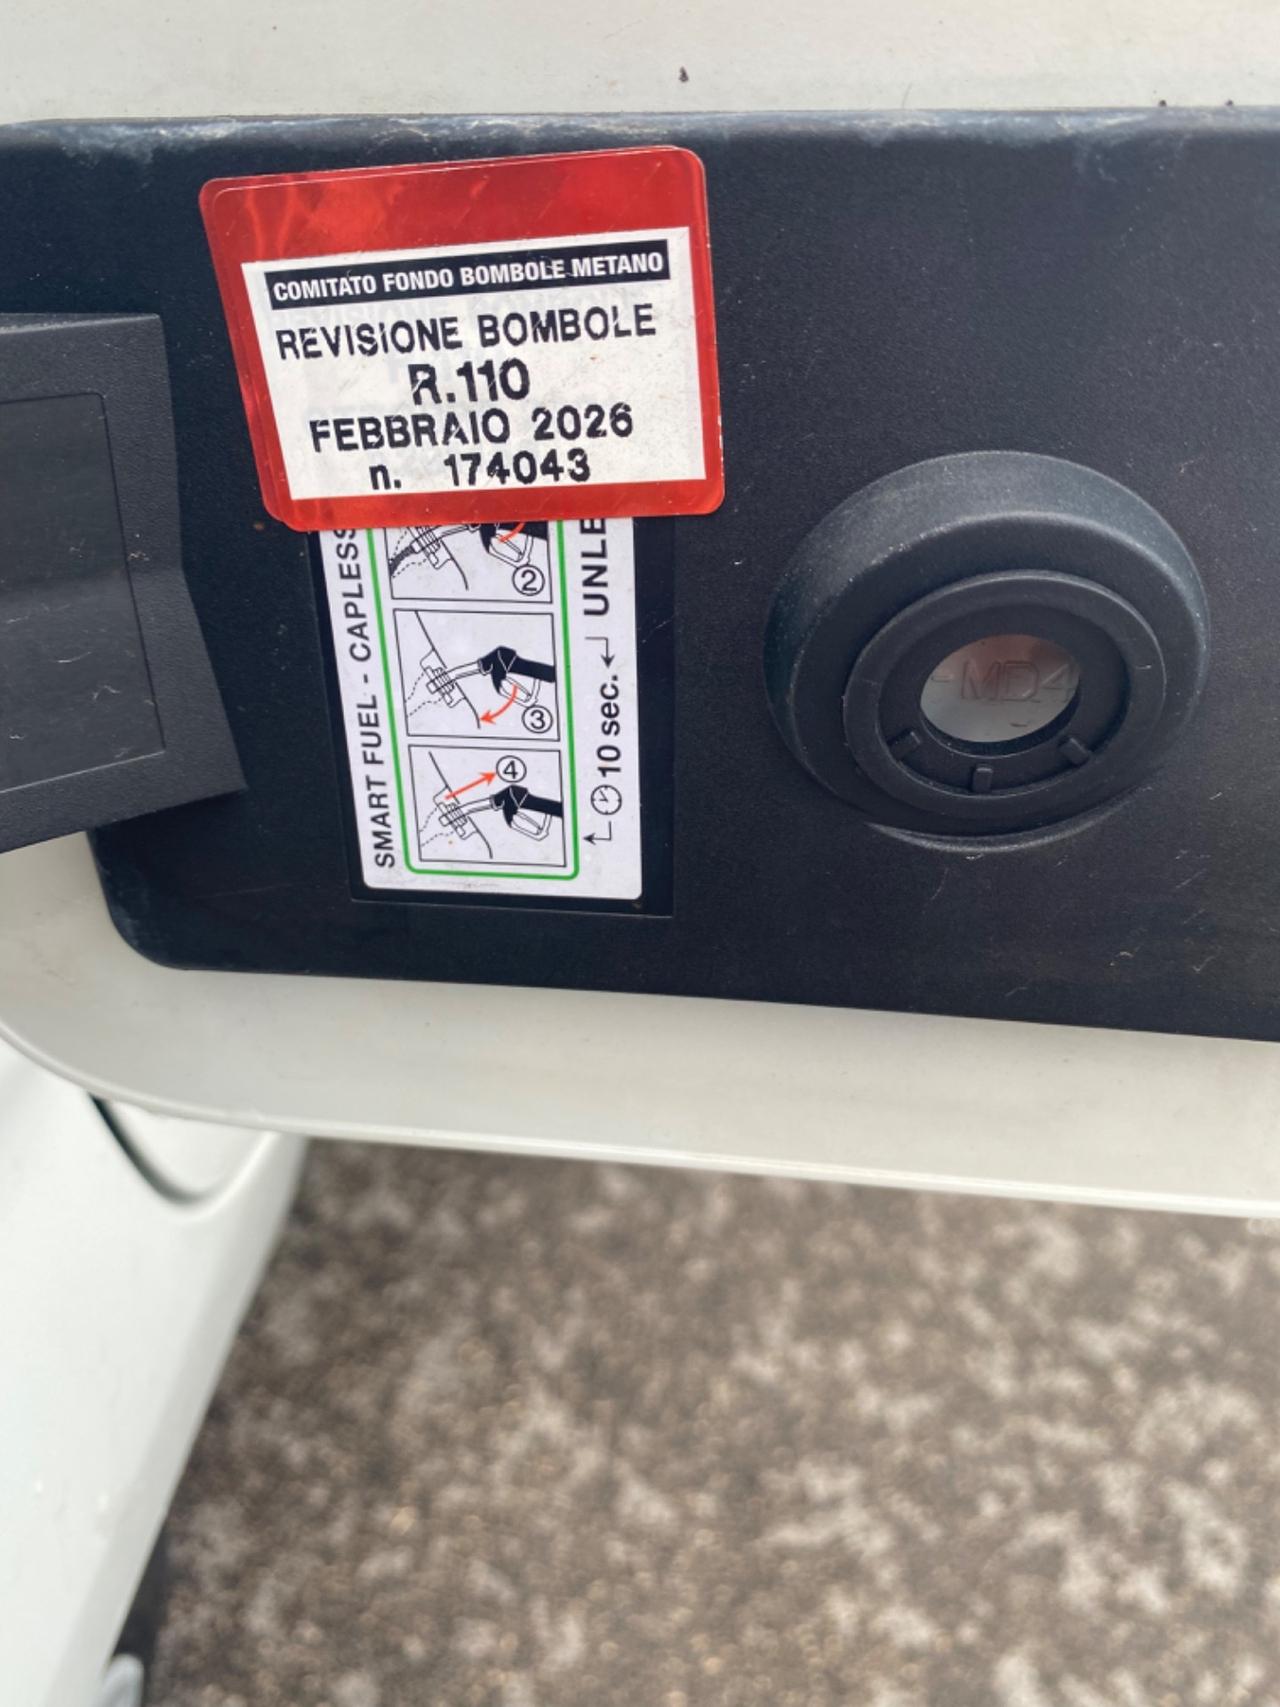 COMITATO FONDO BOMBOLE METANO
REVISIONE BOMBOLE
R.110
FEBBRAIO 2026
n. 174043
SMART FUEL - CAPLESS
2
3
4
10 sec.
MD4